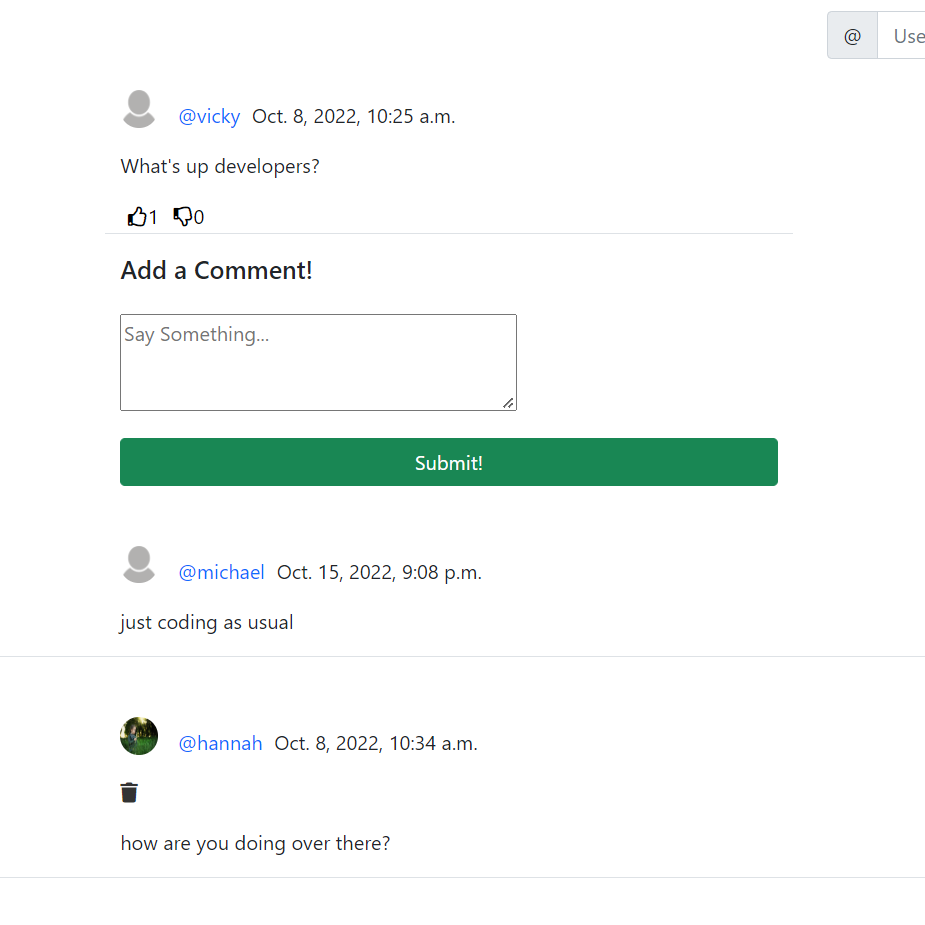 @ Use
@vicky Oct. 8, 2022, 10:25 a.m.
What's up developers?
1 0
Add a Comment!
Say Something...
Submit!
@michael Oct. 15, 2022, 9:08 p.m.
just coding as usual
@hannah Oct. 8, 2022, 10:34 a.m.
how are you doing over there?